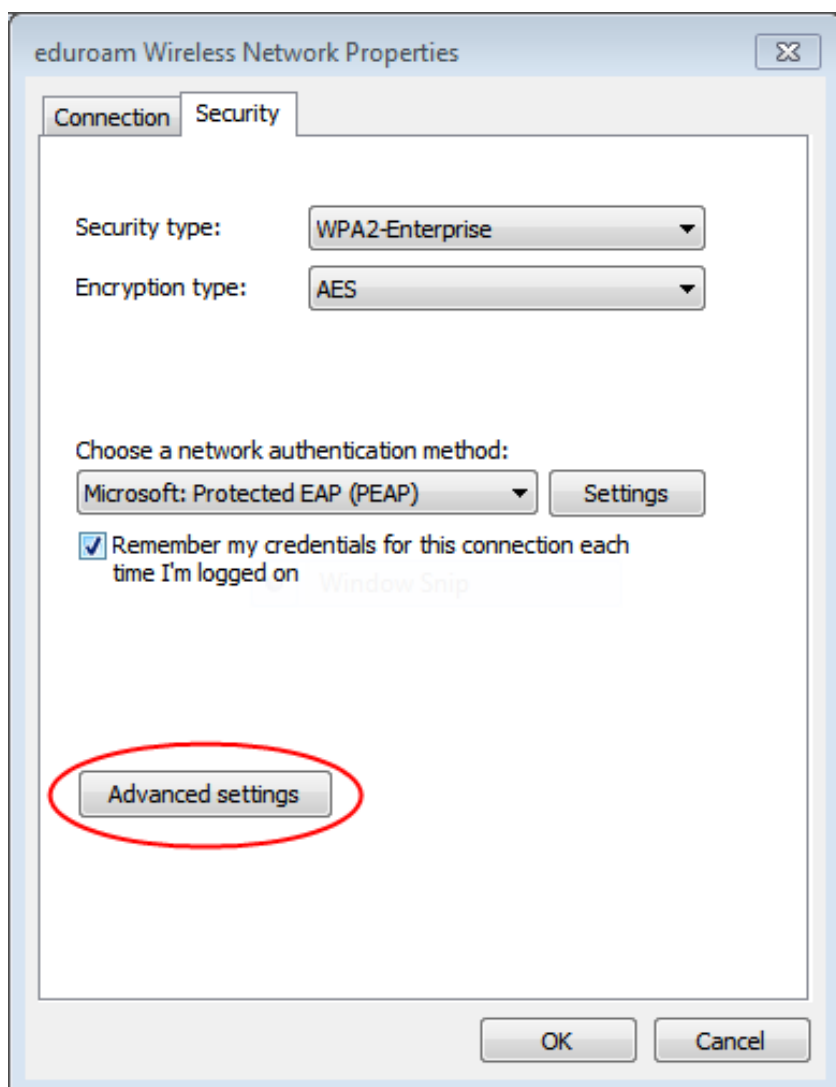 eduroam Wireless Network Properties
Connection Security
Security type: WPA2-Enterprise
Encryption type: AES
Choose a network authentication method:
Microsoft: Protected EAP (PEAP) Settings
Remember my credentials for this connection each
time I'm logged on
Window Snip
Advanced settings
OK Cancel